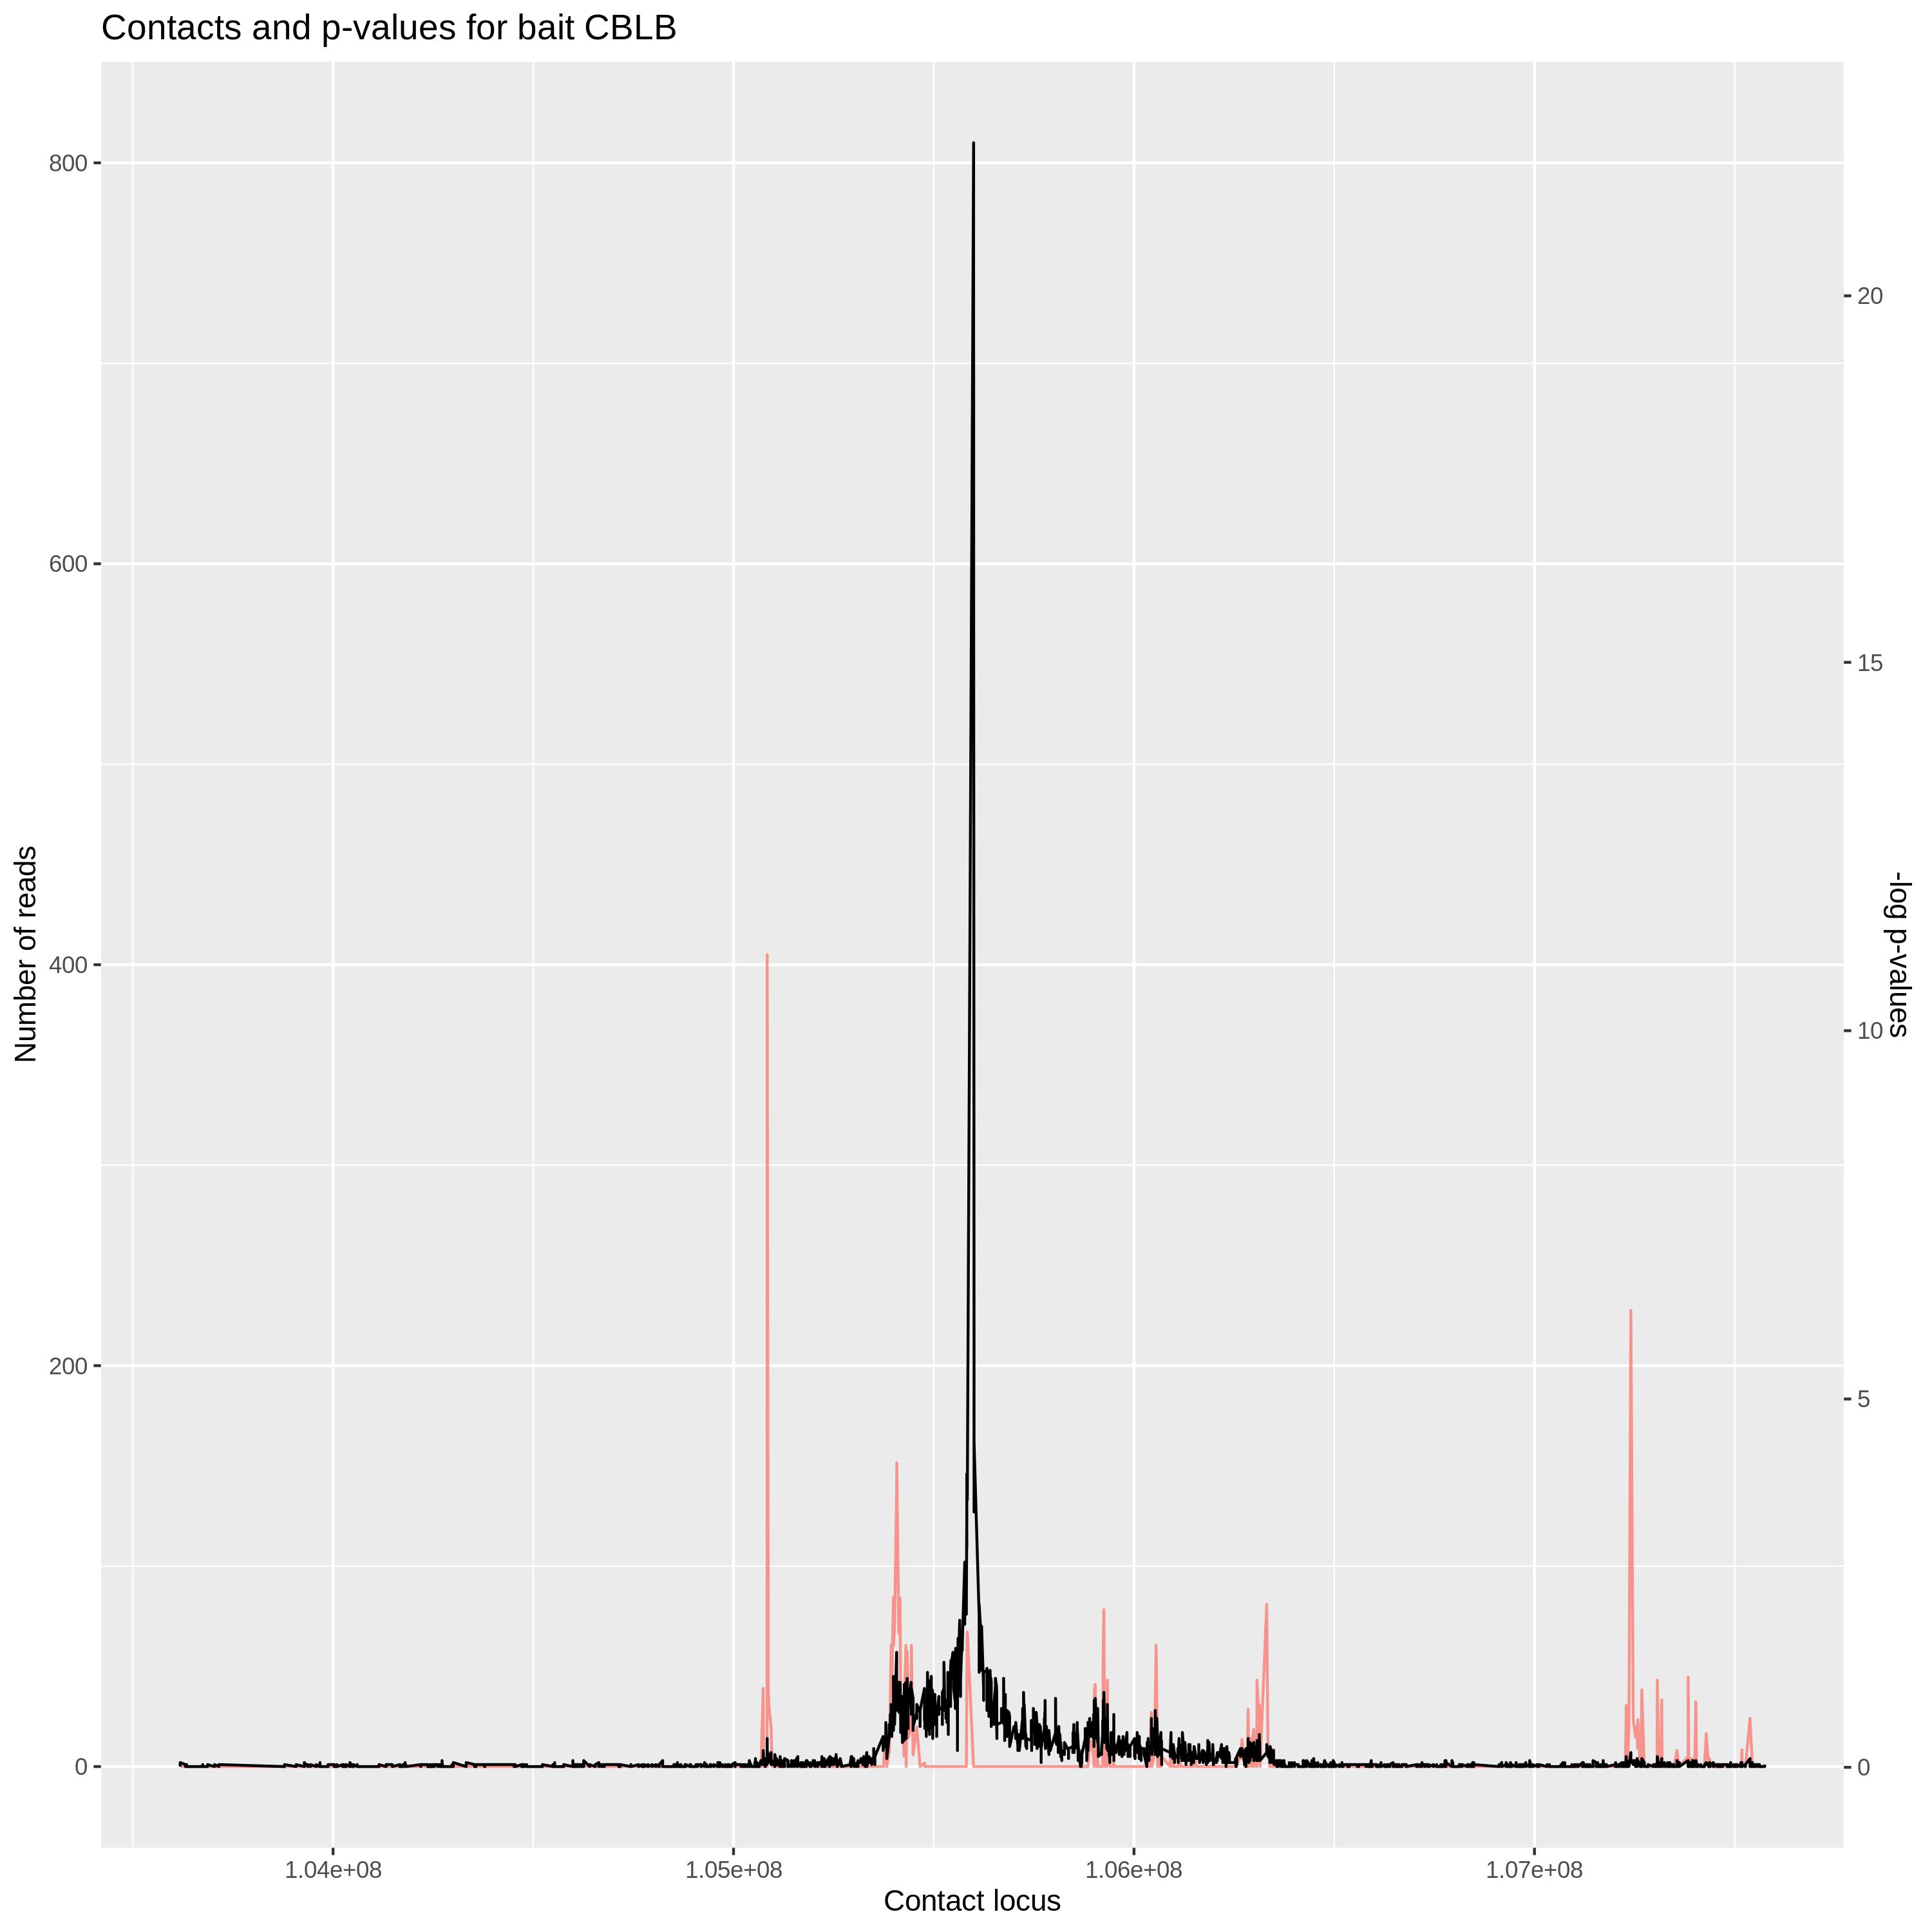 Contacts and p-values for bait CBLB
800
600
400
200
0
Number of reads
20
15
10
5
0
-log p-values
1.04e+08
1.05e+08
1.06e+08
1.07e+08
Contact locus